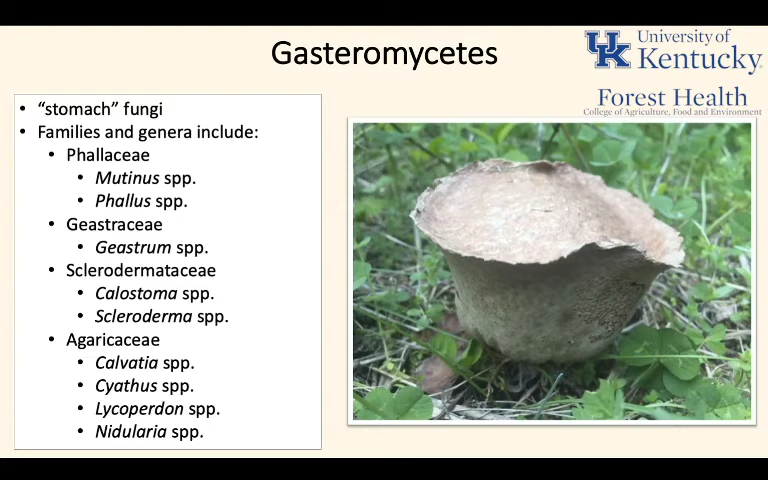 Gasteromycetes
University of
Kentucky
Forest Health
College of Agriculture, Food and Environment
• “stomach” fungi
• Families and genera include:
• Phallaceae
• Mutinus spp.
• Phallus spp.
• Geastraceae
• Geastrum spp.
• Sclerodermataceae
• Calostoma spp.
• Scleroderma spp.
• Agaricaceae
• Calvatia spp.
• Cyathus spp.
• Lycoperdon spp.
• Nidularia spp.